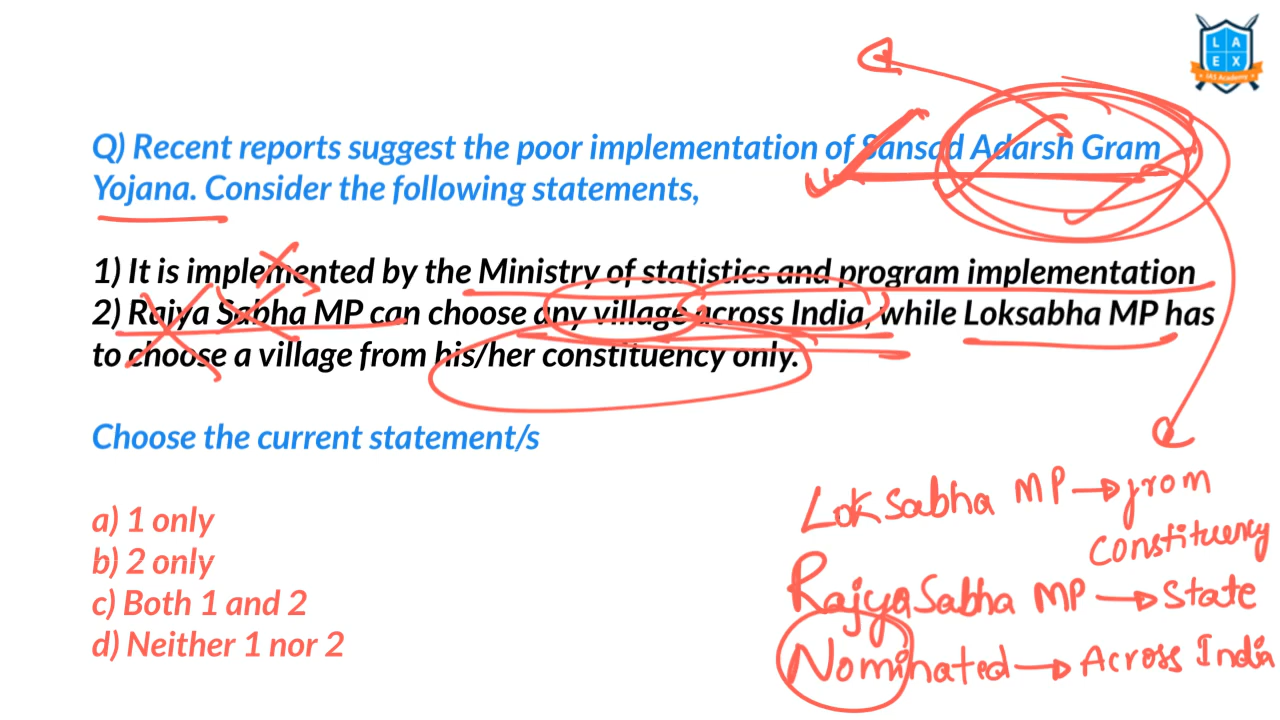 L A
E X
IAS Academy
Q) Recent reports suggest the poor implementation of Sansad Adarsh Gram
Yojana. Consider the following statements,
1) It is implemented by the Ministry of statistics and program implementation
2) Rajya Sabha MP can choose any village across India, while Loksabha MP has
to choose a village from his/her constituency only.
Choose the current statement/s
a) 1 only
b) 2 only
c) Both 1 and 2
d) Neither 1 nor 2
Loksabha MP → from
Constituency
RajyaSabha MP → State
Nominated → Across India